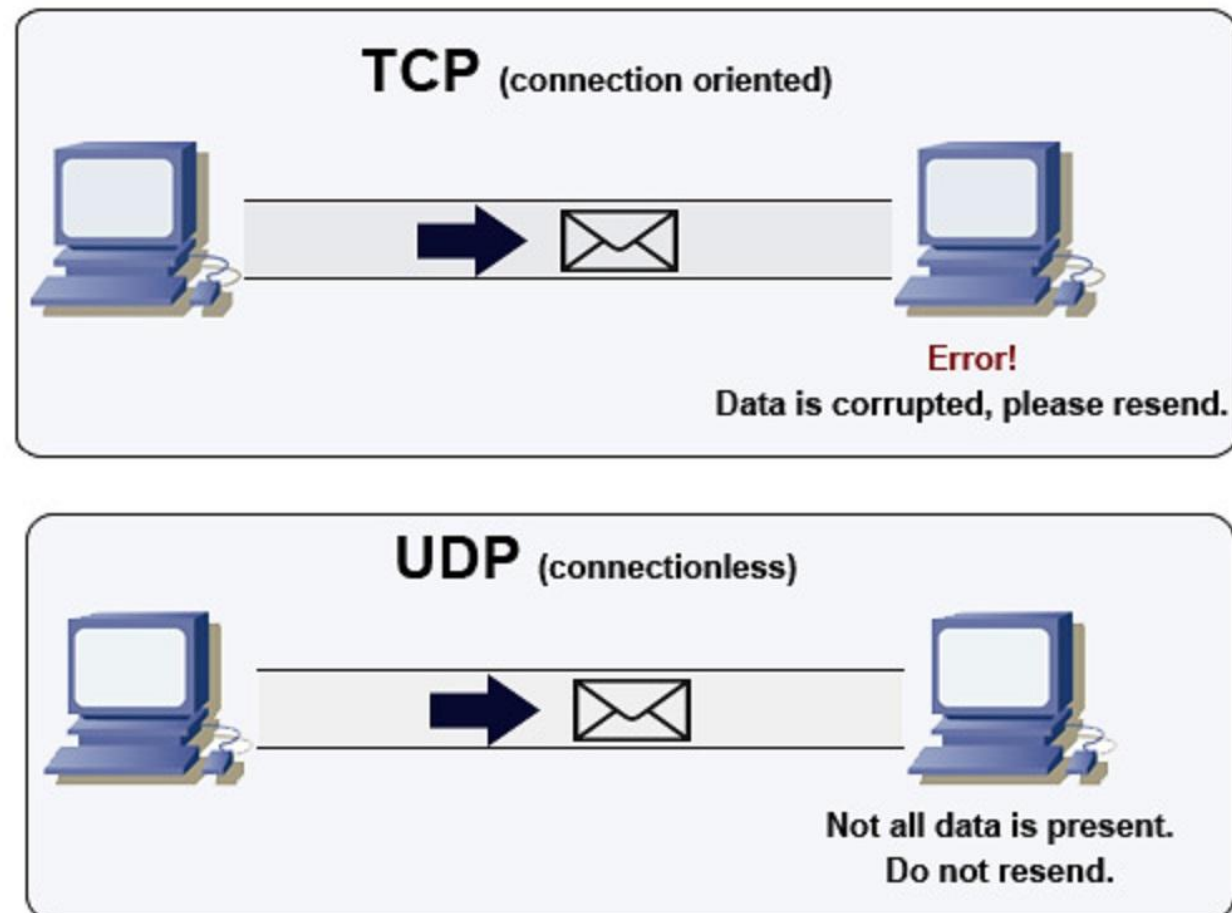 TCP (connection oriented)
Error!
Data is corrupted, please resend.
UDP (connectionless)
Not all data is present.
Do not resend.